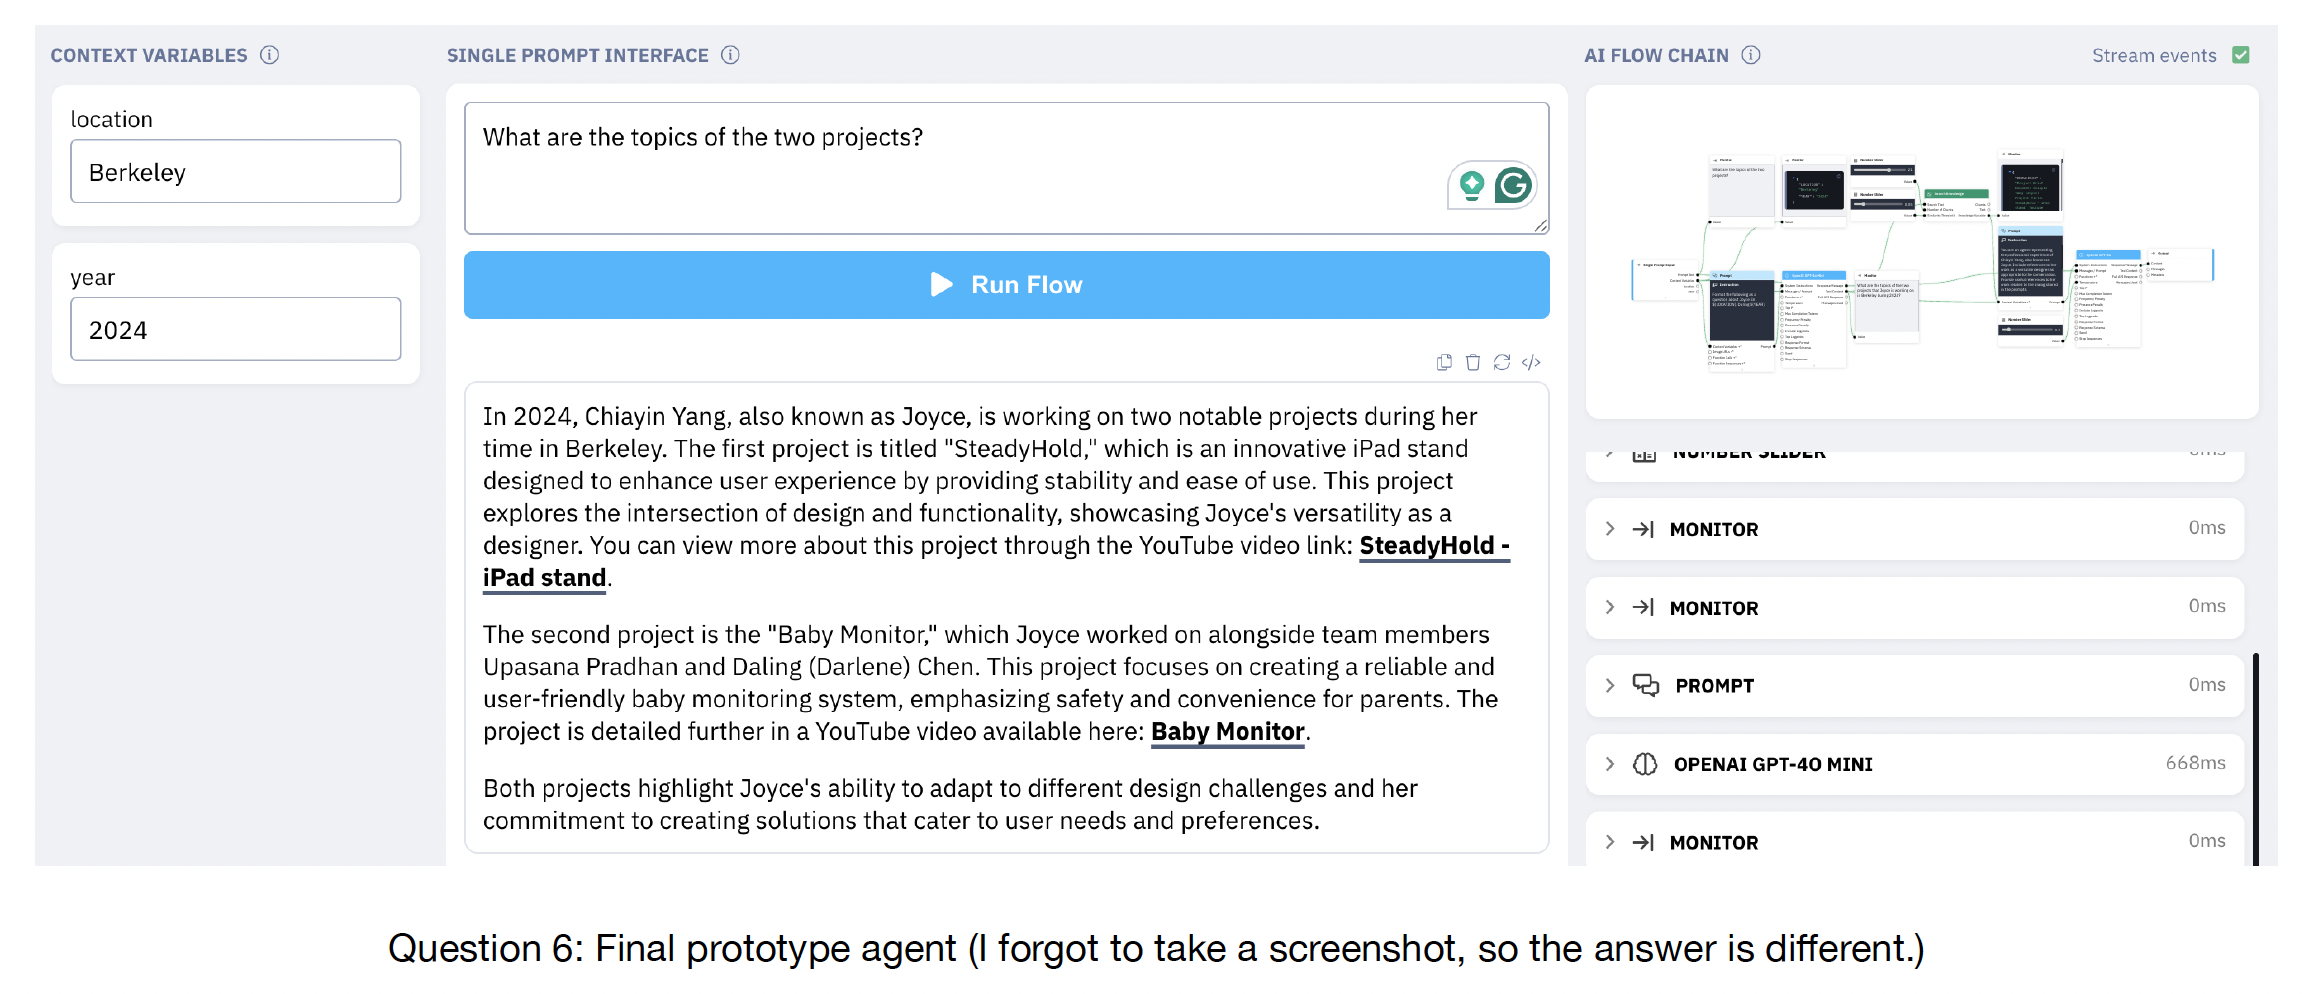 CONTEXT VARIABLES
location
Berkeley
year
2024
SINGLE PROMPT INTERFACE
What are the topics of the two projects?
Run Flow
In 2024, Chiayin Yang, also known as Joyce, is working on two notable projects during her
time in Berkeley. The first project is titled "SteadyHold," which is an innovative iPad stand
designed to enhance user experience by providing stability and ease of use. This project
explores the intersection of design and functionality, showcasing Joyce's versatility as a
designer. You can view more about this project through the YouTube video link: SteadyHold -
iPad stand.
The second project is the "Baby Monitor," which Joyce worked on alongside team members
Upasana Pradhan and Daling (Darlene) Chen. This project focuses on creating a reliable and
user-friendly baby monitoring system, emphasizing safety and convenience for parents. The
project is detailed further in a YouTube video available here: Baby Monitor.
Both projects highlight Joyce's ability to adapt to different design challenges and her
commitment to creating solutions that cater to user needs and preferences.
AI FLOW CHAIN
Stream events
NUMBER SLIDER 0ms
MONITOR 0ms
MONITOR 0ms
PROMPT 0ms
OPENAI GPT-4O MINI 668ms
MONITOR 0ms
Question 6: Final prototype agent (I forgot to take a screenshot, so the answer is different.)